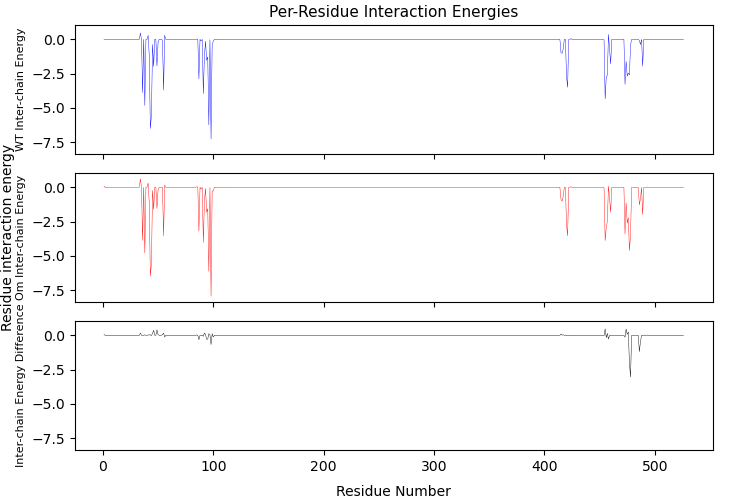 Per-Residue Interaction Energies
Residue interaction energy
WT Inter-chain Energy
0.0
−2.5
−5.0
−7.5
Om Inter-chain Energy
0.0
−2.5
−5.0
−7.5
Inter-chain Energy Difference
0.0
−2.5
−5.0
−7.5
0 100 200 300 400 500
Residue Number